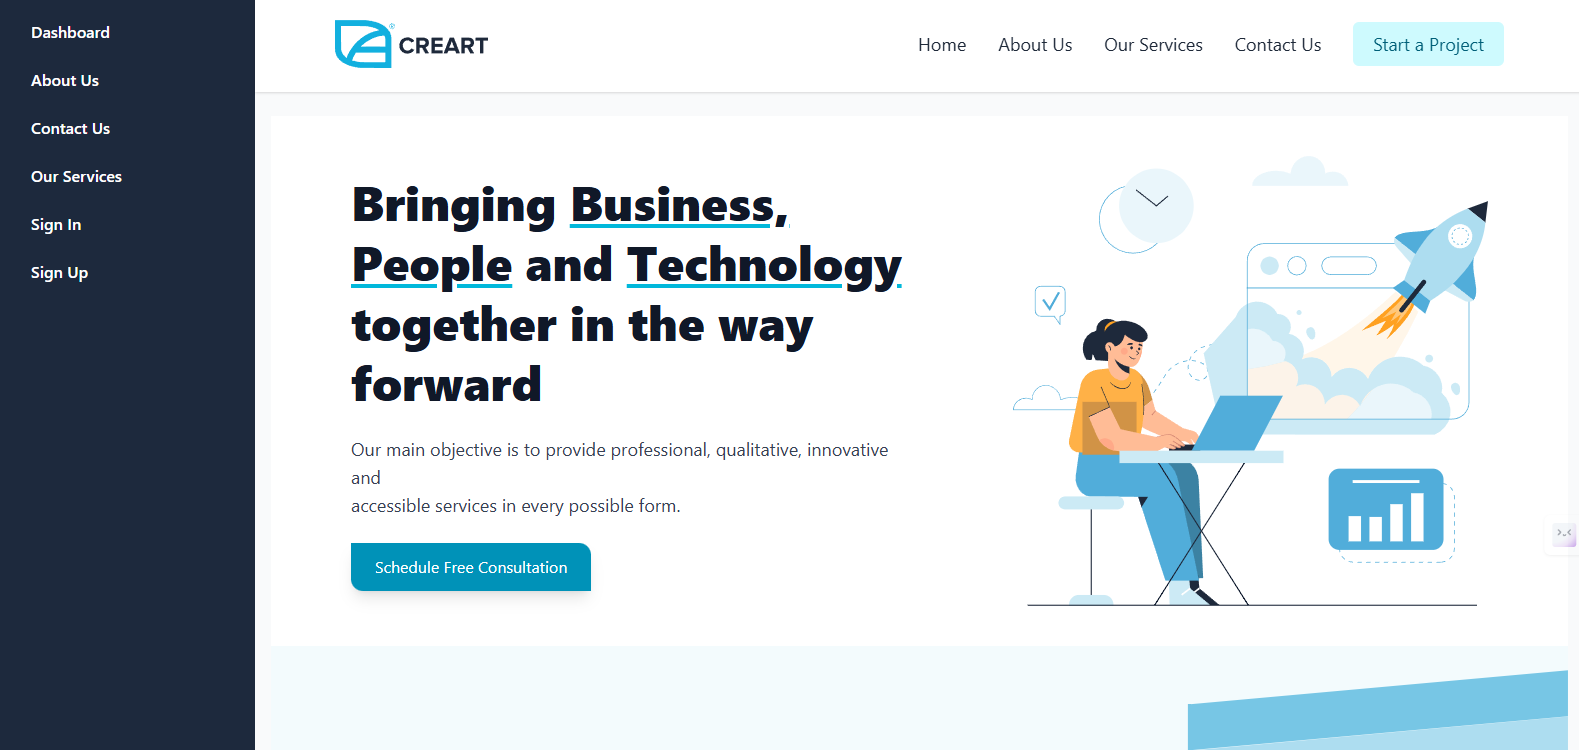 Dashboard
About Us
Contact Us
Our Services
Sign In
Sign Up
® CREART
Home
About Us
Our Services
Contact Us
Start a Project
Bringing Business,
People and Technology
together in the way
forward
Our main objective is to provide professional, qualitative, innovative
and
accessible services in every possible form.
Schedule Free Consultation